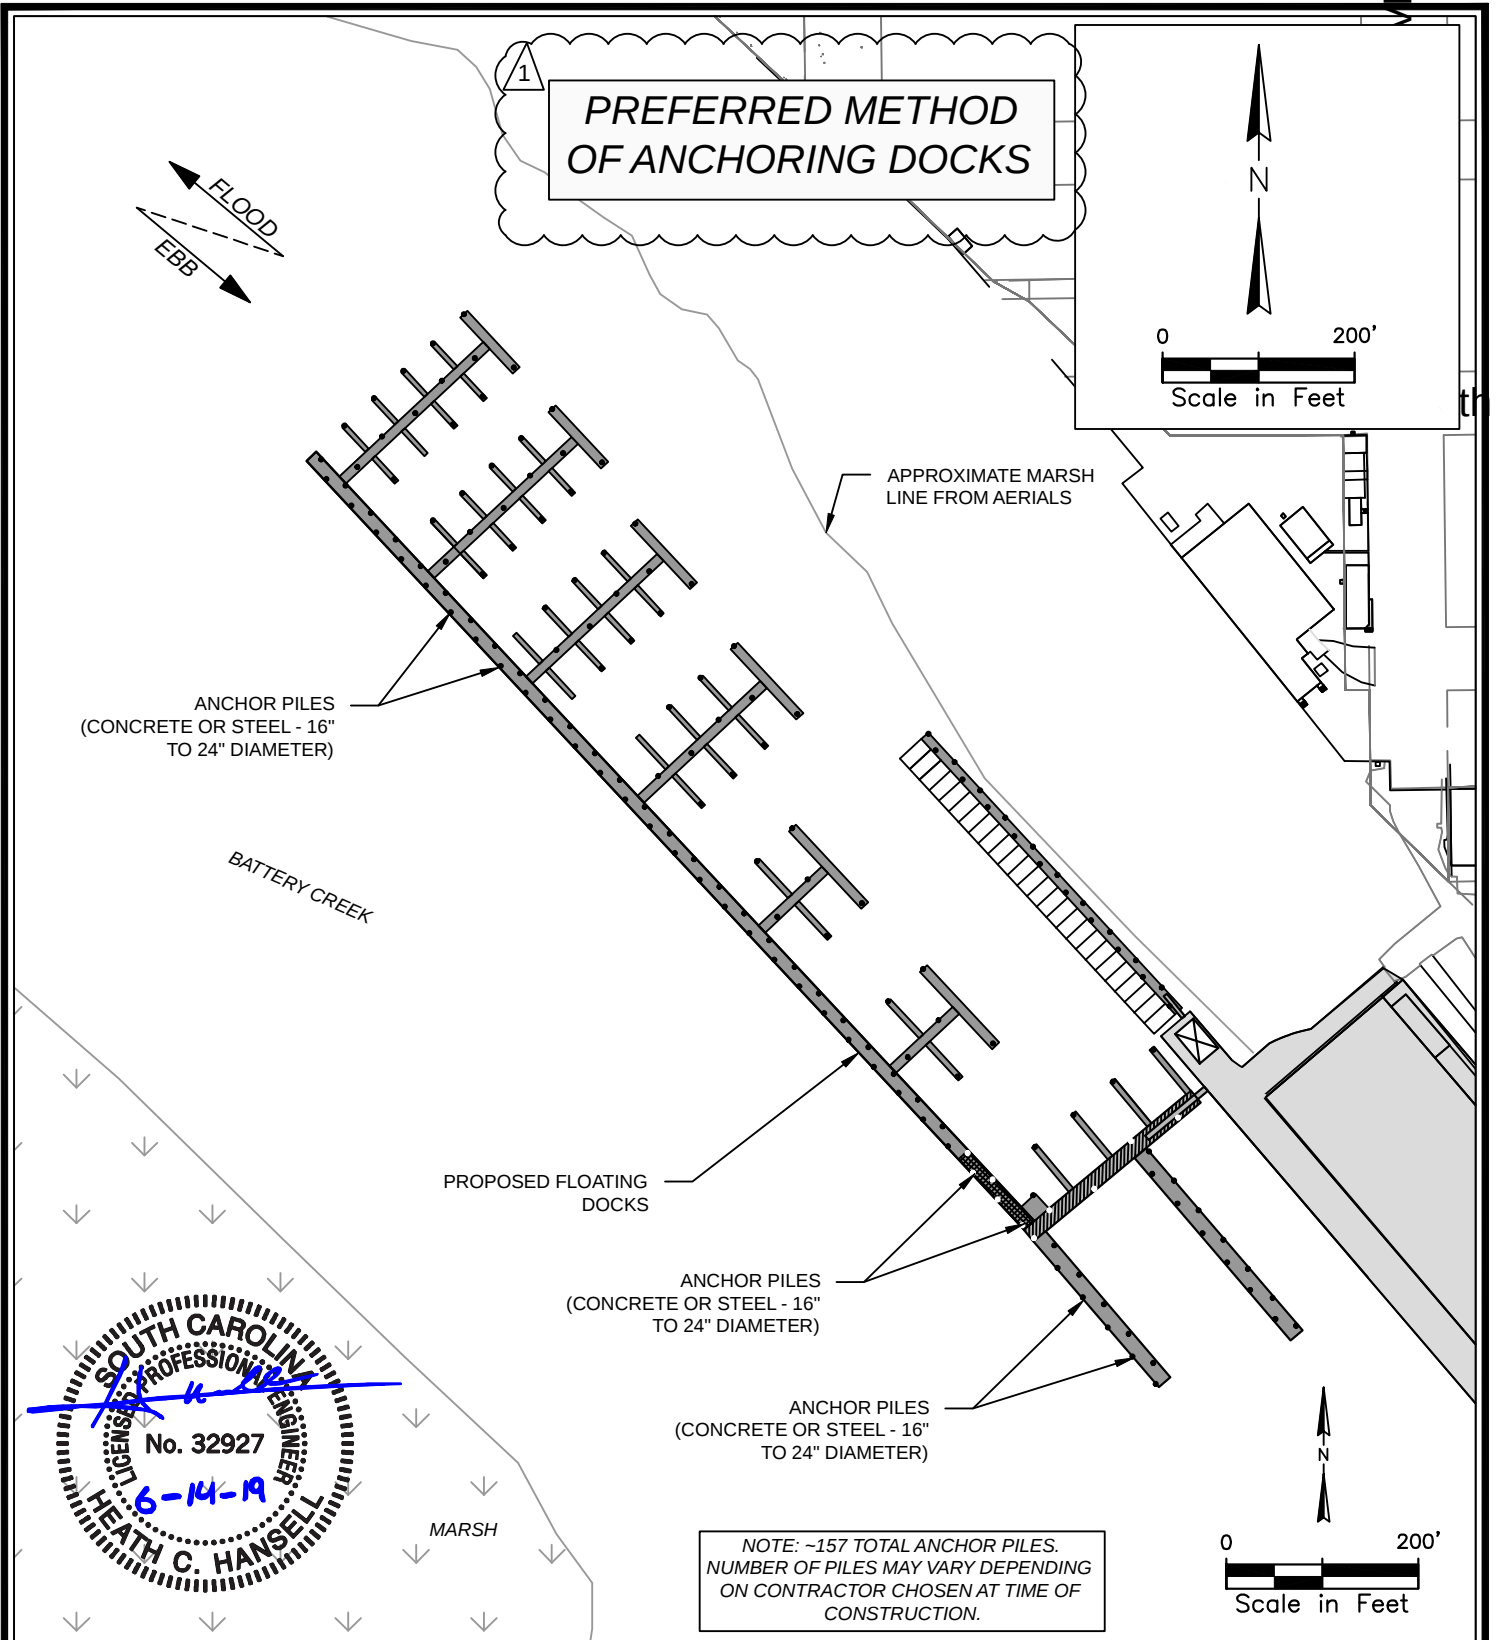 1
PREFERRED METHOD
OF ANCHORING DOCKS
N
0 200'
Scale in Feet
th
FLOOD
EBB
APPROXIMATE MARSH
LINE FROM AERIALS
ANCHOR PILES
(CONCRETE OR STEEL - 16"
TO 24" DIAMETER)
BATTERY CREEK
PROPOSED FLOATING
DOCKS
ANCHOR PILES
(CONCRETE OR STEEL - 16"
TO 24" DIAMETER)
ANCHOR PILES
(CONCRETE OR STEEL - 16"
TO 24" DIAMETER)
SOUTH CAROLINA
LICENSED PROFESSIONAL ENGINEER
No. 32927
6-14-19
HEATH C. HANSELL
MARSH
NOTE: ~157 TOTAL ANCHOR PILES.
NUMBER OF PILES MAY VARY DEPENDING
ON CONTRACTOR CHOSEN AT TIME OF
CONSTRUCTION.
N
0 200'
Scale in Feet